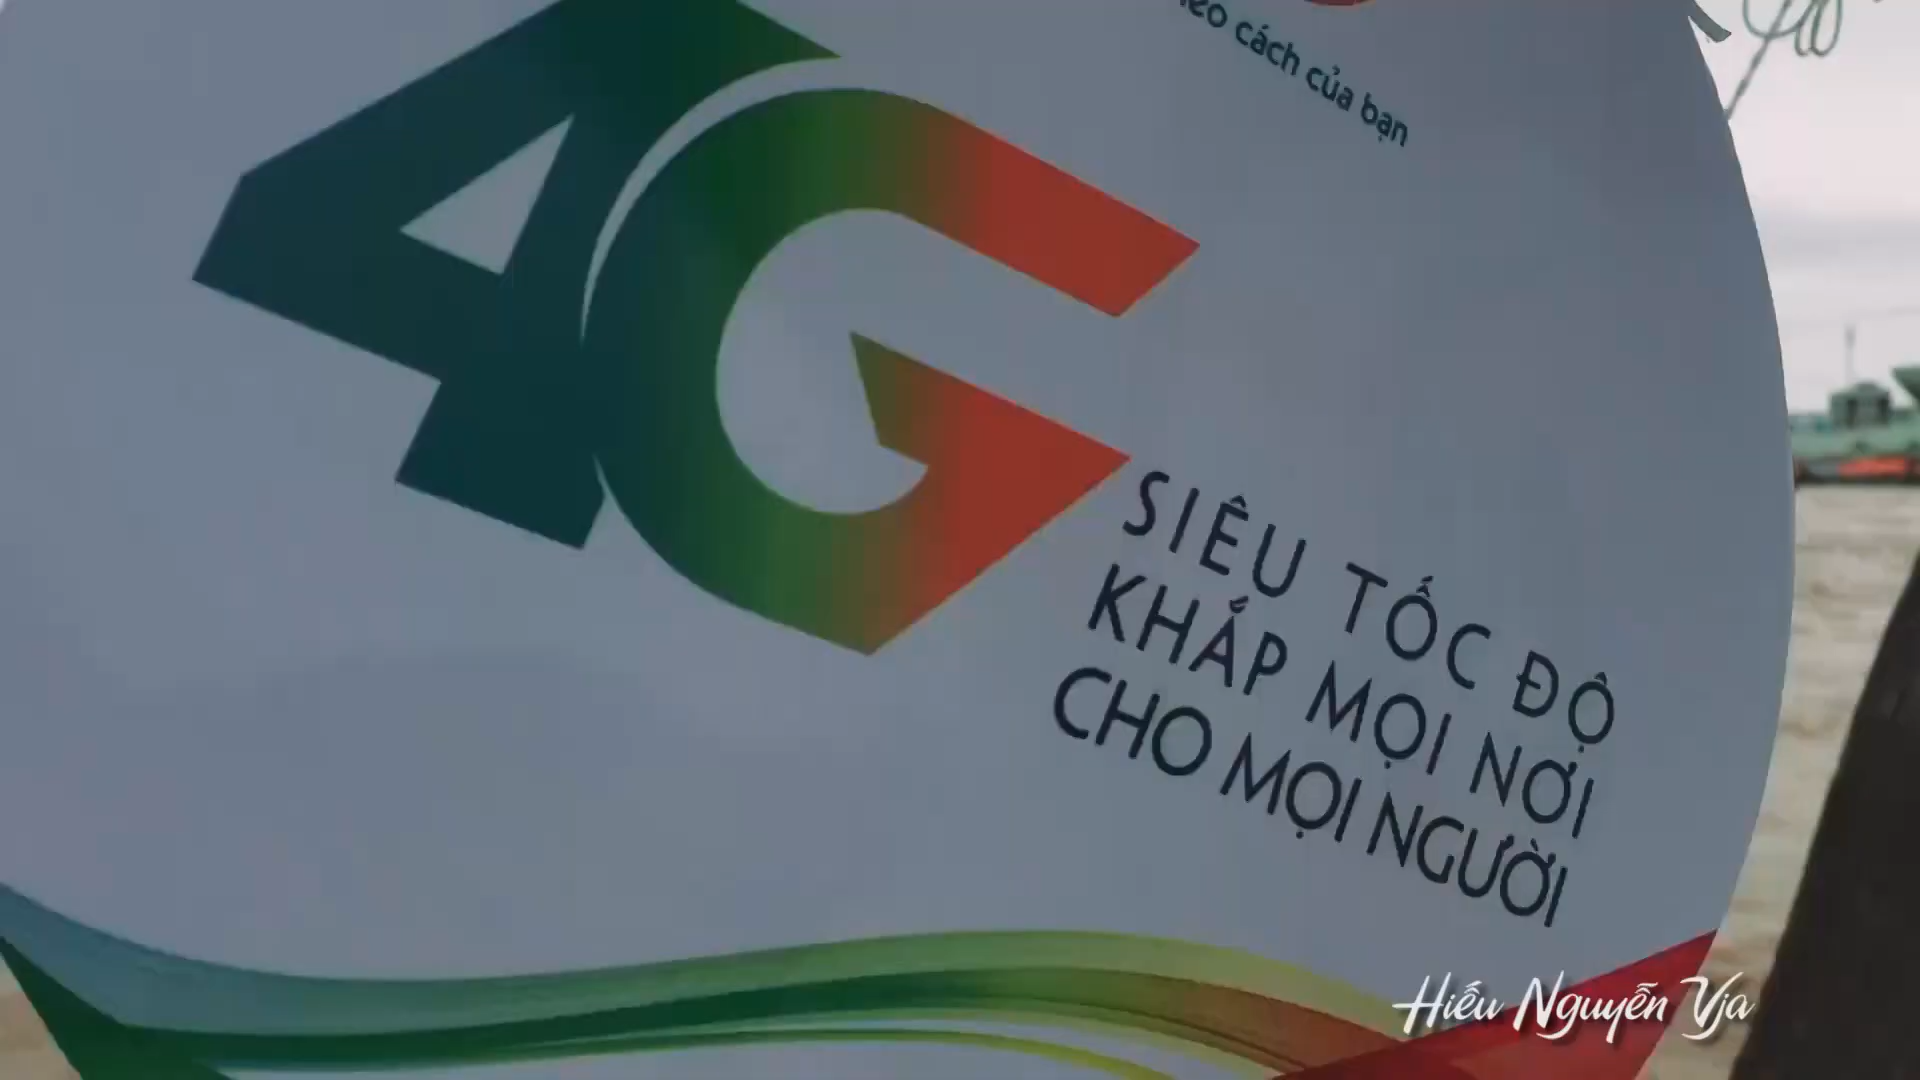 cách của bạn
4G
SIÊU TỐC ĐỘ
KHẮP MỌI NƠI
CHO MỌI NGƯỜI
Hiếu Nguyễn Vja